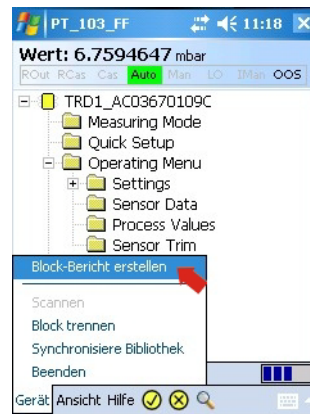 PT_103_FF 11:18
Wert: 6.7594647 mbar
ROut RCas Cas Auto Man LO IMan OOS
TRD1_AC03670109C
Measuring Mode
Quick Setup
Operating Menu
Settings
Sensor Data
Process Values
Sensor Trim
Block-Bericht erstellen
Scannen
Block trennen
Synchronisiere Bibliothek
Beenden
Gerät Ansicht Hilfe